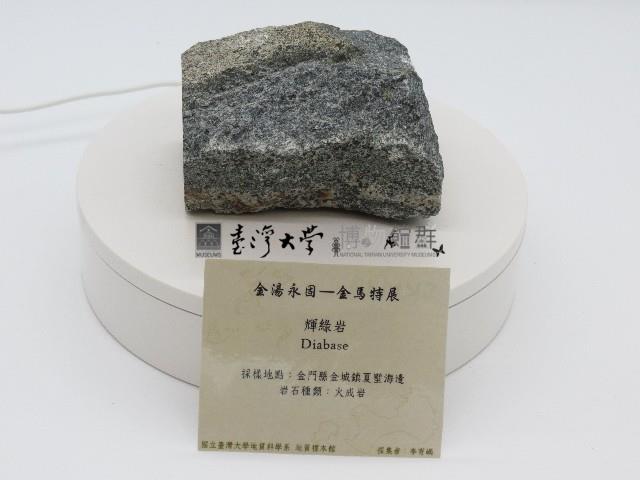 MUSEUMS 臺灣大學 博物館群
NATIONAL TAIWAN UNIVERSITY MUSEUMS
金湯永固—金馬特展
輝綠岩
Diabase
採樣地點：金門縣金城鎮夏墅海邊
岩石種類：火成岩
國立臺灣大學地質科學系 地質標本館 採集者：李寄嵎